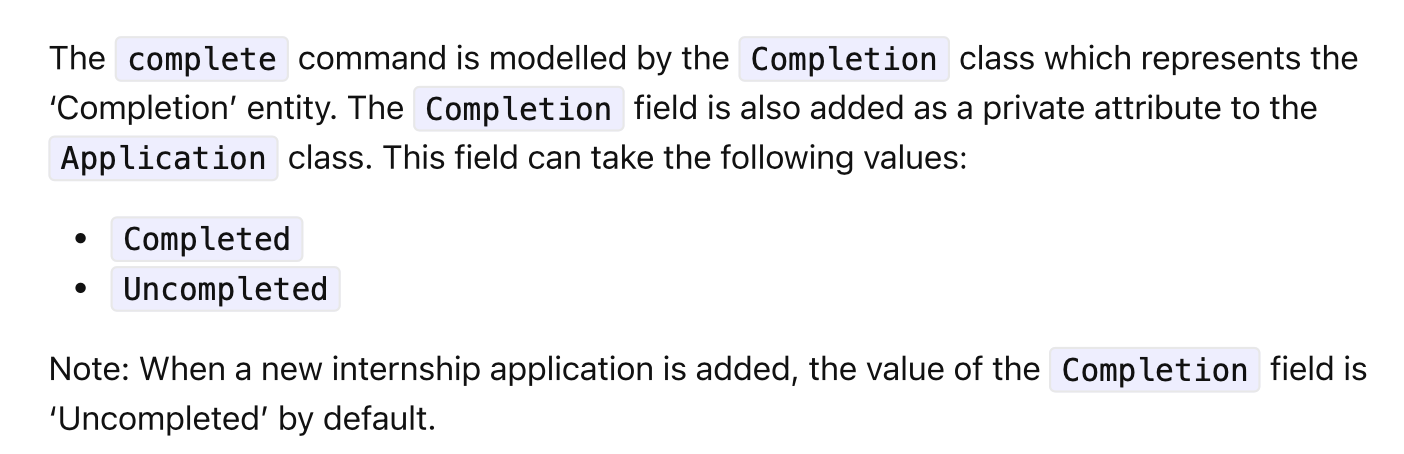 The complete command is modelled by the Completion class which represents the
‘Completion’ entity. The Completion field is also added as a private attribute to the
Application class. This field can take the following values:
• Completed
• Uncompleted
Note: When a new internship application is added, the value of the Completion field is
‘Uncompleted’ by default.